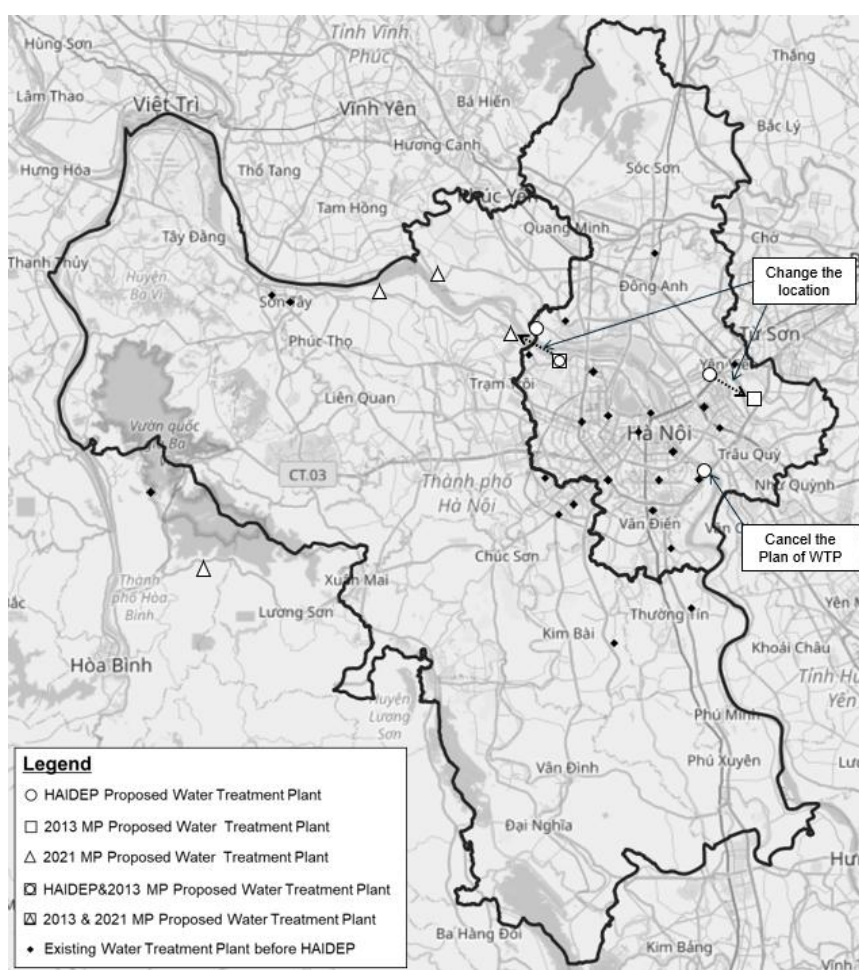 Tỉnh Vĩnh
Phúc
Hùng Sơn
Thắng
Lâm Thao
Việt Trì
Vĩnh Yên
Bá Hiến
Bắc Lý
Hương Canh
Sóc Sơn
Hưng Hóa
Thổ Tang
Phúc Yên
Tam Hồng
Quang Minh
Tây Đằng
Chờ
Thanh Thủy
Huyện
Ba Vì
Change the
location
Đông Anh
Sơn Tây
Từ Sơn
Phúc Thọ
Yên Viên
Trạm Trôi
Liên Quan
Vườn quốc
Ba
Hà Nội
Trâu Quỳ
CT.03
Thành phố
Hà Nội
Như Quỳnh
Văn Điển
Văn
Cancel the
Plan of WTP
Chúc Sơn
Thành
phố Hòa
Bình
Xuân Mai
Bắc
Lương Sơn
Thường Tín
Yên M
Kim Bài
Khoái Châu
Hòa Bình
Tỉnh Hư
Yên
Huyện
Lương
Sơn
Phú Minh
Phú Xuyên
Lư
Vân Đình
Đại Nghĩa
Hưn
Ba Hàng Đồi
Kim Bảng
Vĩnh
Legend
HAIDEP Proposed Water Treatment Plant
2013 MP Proposed Water Treatment Plant
2021 MP Proposed Water Treatment Plant
HAIDEP&2013 MP Proposed Water Treatment Plant
2013 & 2021 MP Proposed Water Treatment Plant
Existing Water Treatment Plant before HAIDEP